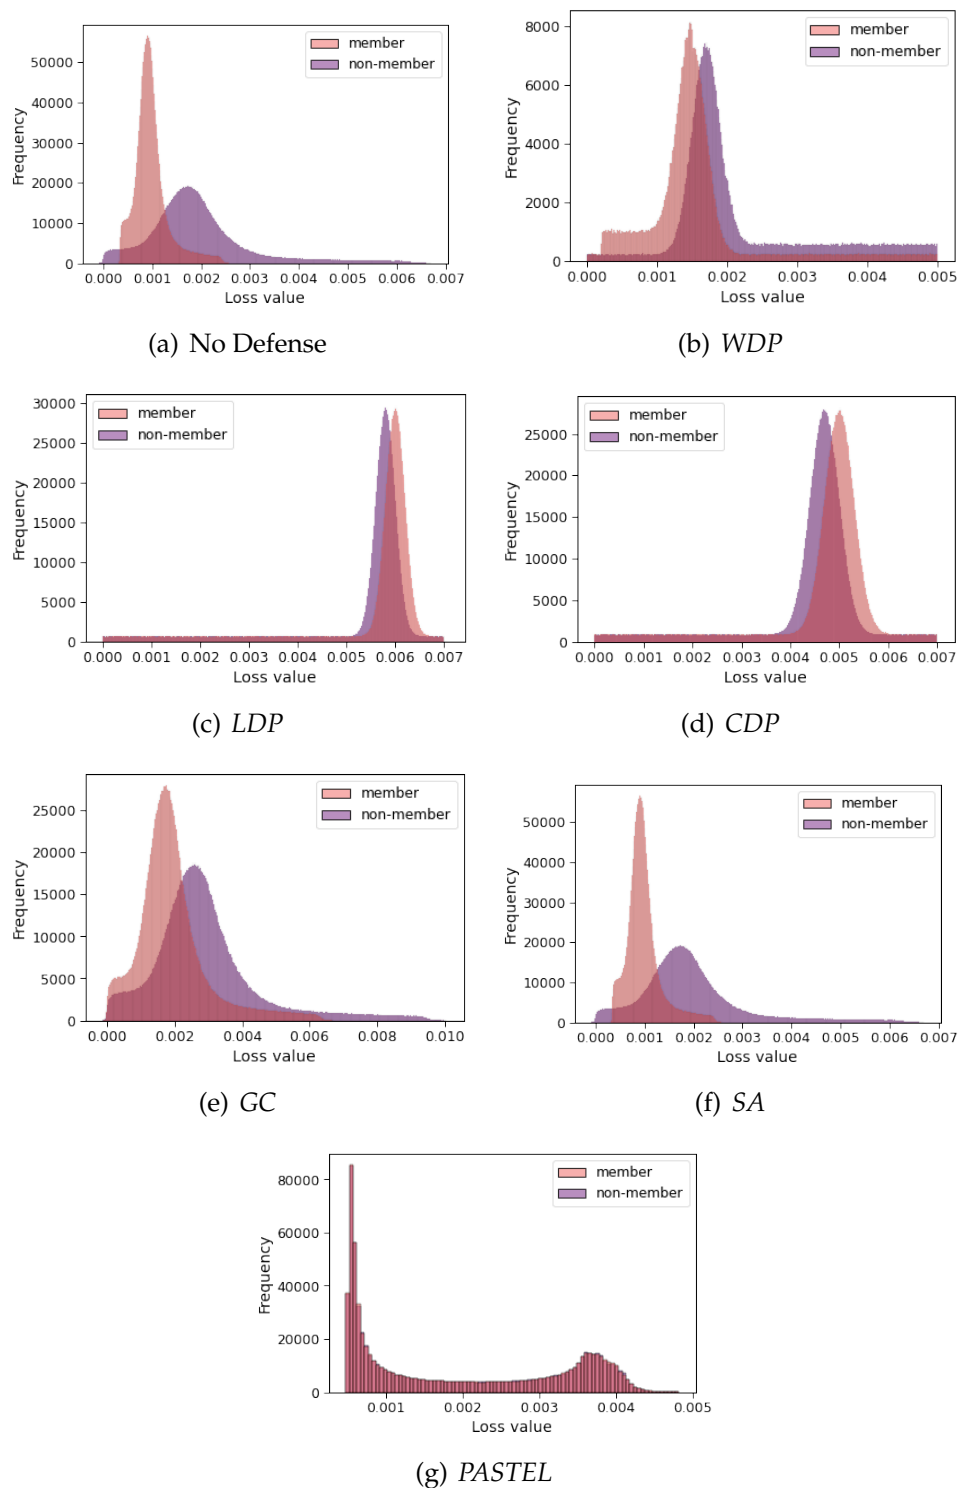 member
non-member
50000
40000
30000
20000
10000
0
Frequency
0.000 0.001 0.002 0.003 0.004 0.005 0.006 0.007
Loss value
(a) No Defense
member
non-member
8000
6000
4000
2000
0
Frequency
0.000 0.001 0.002 0.003 0.004 0.005
Loss value
(b) WDP
member
non-member
30000
25000
20000
15000
10000
5000
0
Frequency
0.000 0.001 0.002 0.003 0.004 0.005 0.006 0.007
Loss value
(c) LDP
member
non-member
25000
20000
15000
10000
5000
0
Frequency
0.000 0.001 0.002 0.003 0.004 0.005 0.006 0.007
Loss value
(d) CDP
member
non-member
25000
20000
15000
10000
5000
0
Frequency
0.000 0.002 0.004 0.006 0.008 0.010
Loss value
(e) GC
member
non-member
50000
40000
30000
20000
10000
0
Frequency
0.000 0.001 0.002 0.003 0.004 0.005 0.006 0.007
Loss value
(f) SA
member
non-member
80000
60000
40000
20000
0
Frequency
0.001 0.002 0.003 0.004 0.005
Loss value
(g) PASTEL